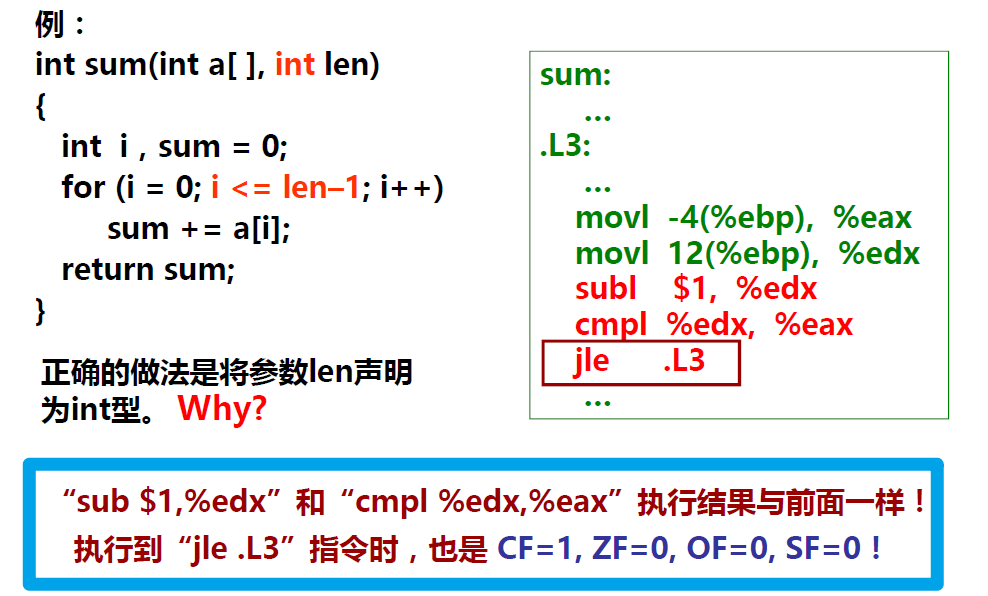 例：
int sum(int a[ ], int len)
{
int i , sum = 0;
for (i = 0; i <= len–1; i++)
sum += a[i];
return sum;
}
正确的做法是将参数len声明
为int型。 Why?
sum:
...
.L3:
...
movl -4(%ebp), %eax
movl 12(%ebp), %edx
subl $1, %edx
cmpl %edx, %eax
jle .L3
...
“sub $1,%edx”和“cmpl %edx,%eax”执行结果与前面一样！
执行到“jle .L3”指令时，也是 CF=1, ZF=0, OF=0, SF=0！